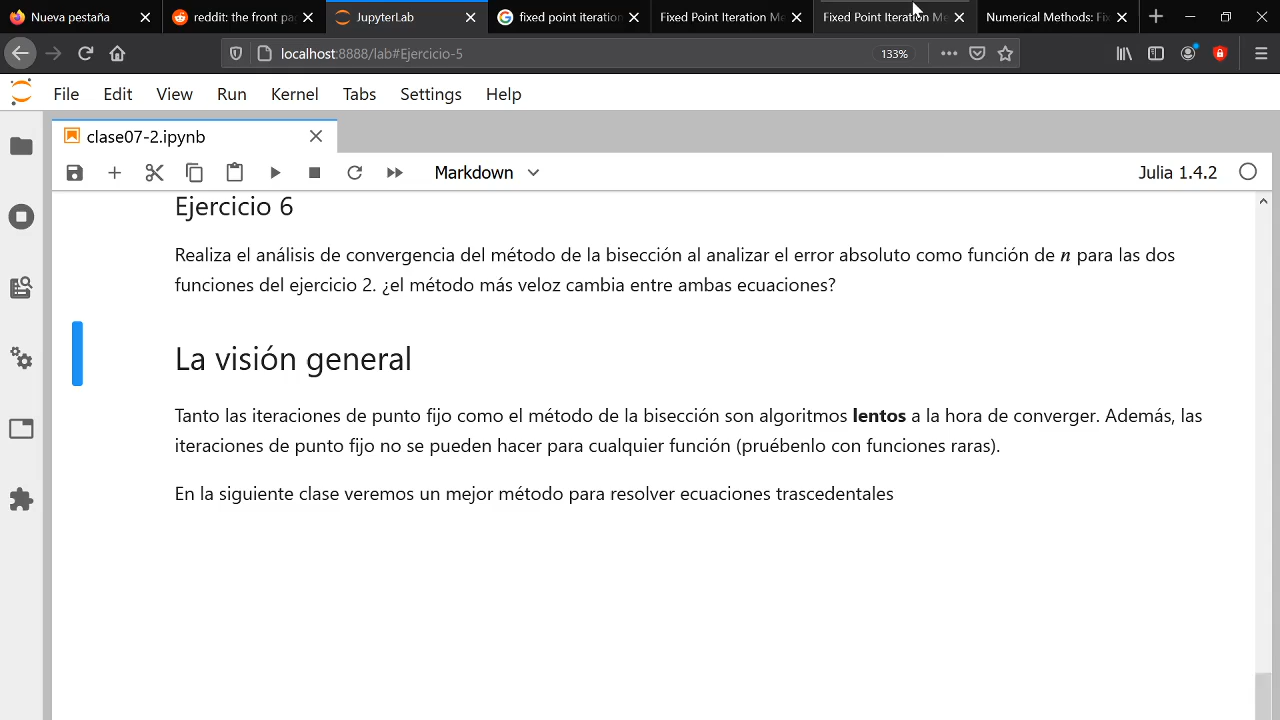 Nueva pestaña
reddit: the front pa
JupyterLab
fixed point iteration
Fixed Point Iteration Me
Fixed Point Iteration Me
Numerical Methods: Fix
localhost:8888/lab#Ejercicio-5
133%
File Edit View Run Kernel Tabs Settings Help
clase07-2.ipynb
Markdown
Julia 1.4.2
Ejercicio 6
Realiza el análisis de convergencia del método de la bisección al analizar el error absoluto como función de n para las dos
funciones del ejercicio 2. ¿el método más veloz cambia entre ambas ecuaciones?
La visión general
Tanto las iteraciones de punto fijo como el método de la bisección son algoritmos lentos a la hora de converger. Además, las
iteraciones de punto fijo no se pueden hacer para cualquier función (pruébenlo con funciones raras).
En la siguiente clase veremos un mejor método para resolver ecuaciones trascedentales